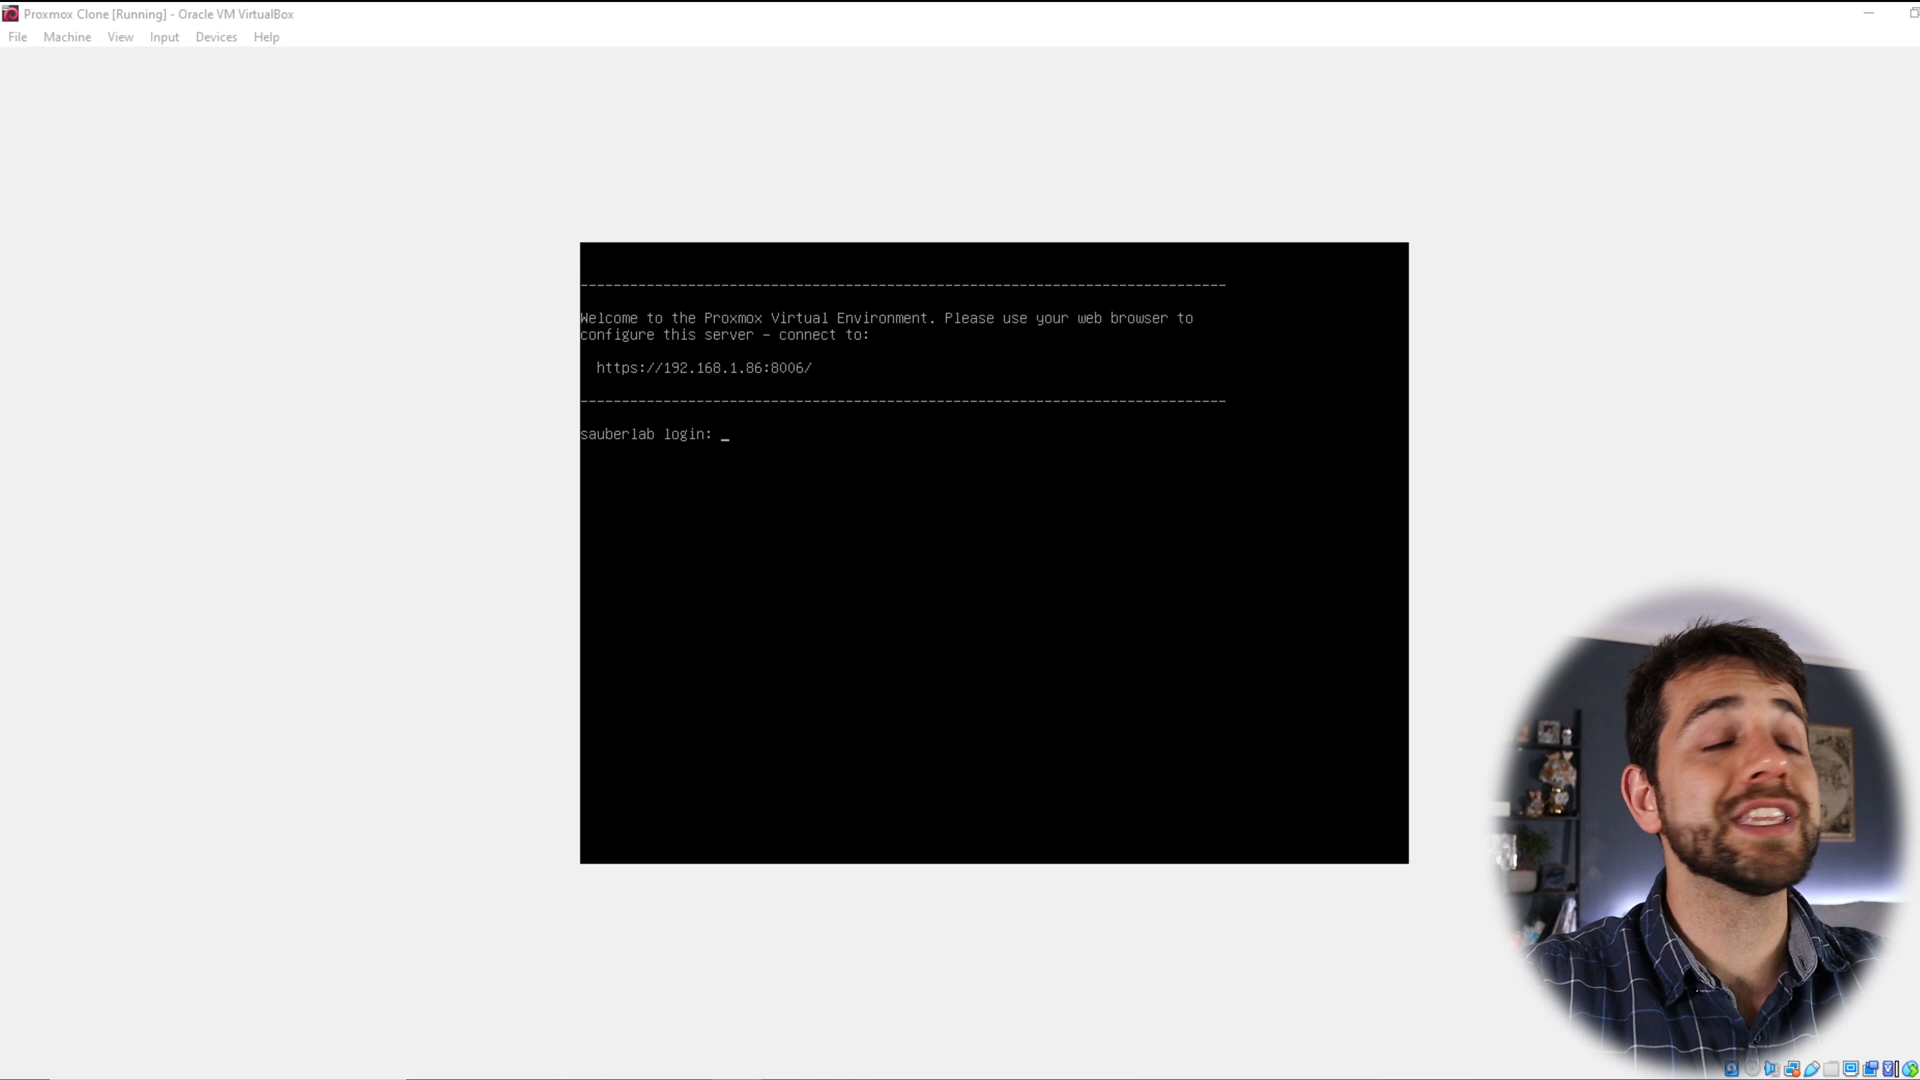 Proxmox Clone [Running] - Oracle VM VirtualBox
File Machine View Input Devices Help
--------------------------------------------------------------------------------
Welcome to the Proxmox Virtual Environment. Please use your web browser to
configure this server - connect to:
https://192.168.1.86:8006/
--------------------------------------------------------------------------------
sauberlab login: _